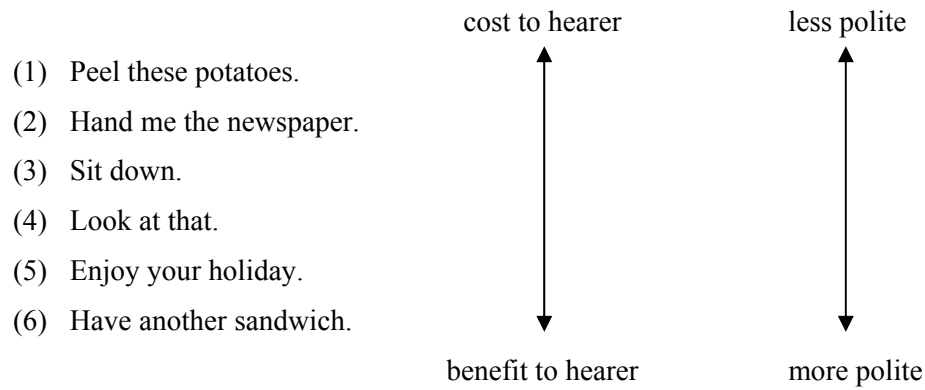 cost to hearer less polite
(1) Peel these potatoes.
(2) Hand me the newspaper.
(3) Sit down.
(4) Look at that.
(5) Enjoy your holiday.
(6) Have another sandwich.
benefit to hearer more polite